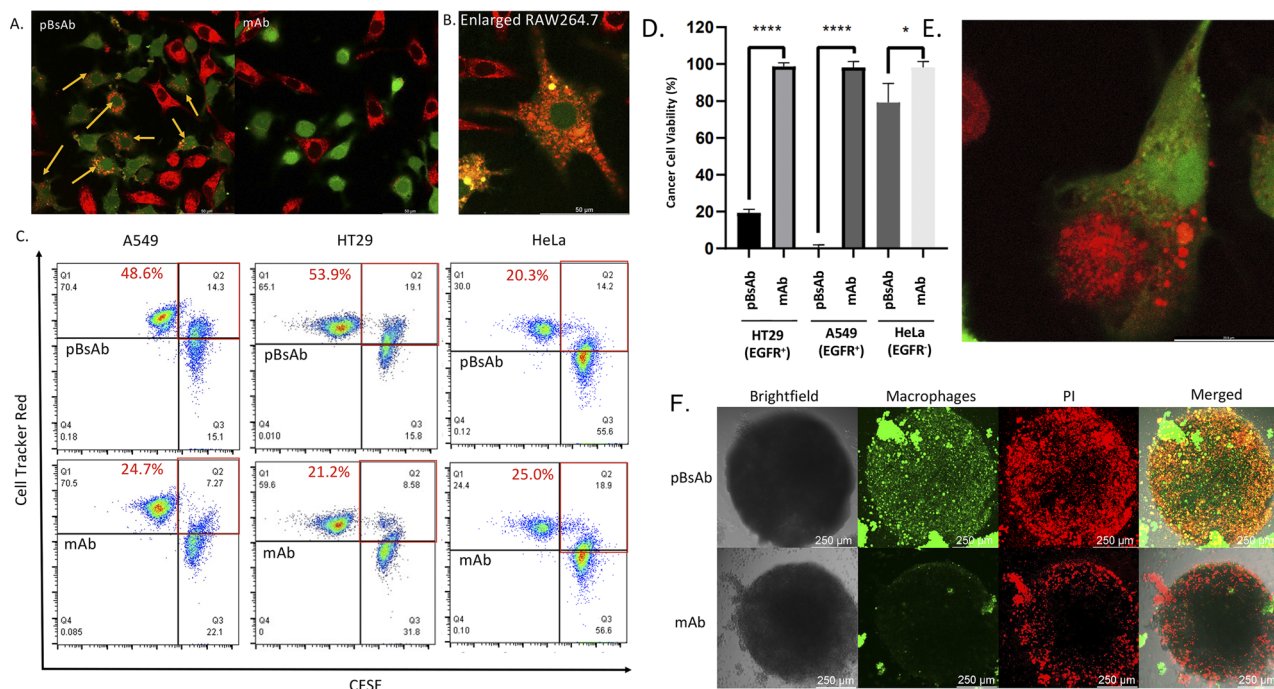 A.
pBsAb
mAb
50 µm
B.
Enlarged RAW264.7
50 µm
C.
A549
HT29
HeLa
Cell Tracker Red
Q1
70.4
48.6%
Q2
14.3
pBsAb
Q4
0.18
Q3
15.1
Q1
65.1
53.9%
Q2
19.1
pBsAb
Q4
0.010
Q3
15.8
Q1
30.0
20.3%
Q2
14.2
pBsAb
Q4
0.12
Q3
55.6
Q1
70.5
24.7%
Q2
7.27
mAb
Q4
0.085
Q3
22.1
Q1
59.6
21.2%
Q2
8.58
mAb
Q4
0
Q3
31.8
Q1
24.4
25.0%
Q2
18.9
mAb
Q4
0.10
Q3
56.6
CFSE
D.
Cancer Cell Viability (%)
120
100
80
60
40
20
0
****
****
*
pBsAb
mAb
pBsAb
mAb
pBsAb
mAb
HT29
(EGFR⁺)
A549
(EGFR⁺)
HeLa
(EGFR⁻)
E.
F.
Brightfield
Macrophages
PI
Merged
pBsAb
250 µm
250 µm
250 µm
250 µm
mAb
250 µm
250 µm
250 µm
250 µm